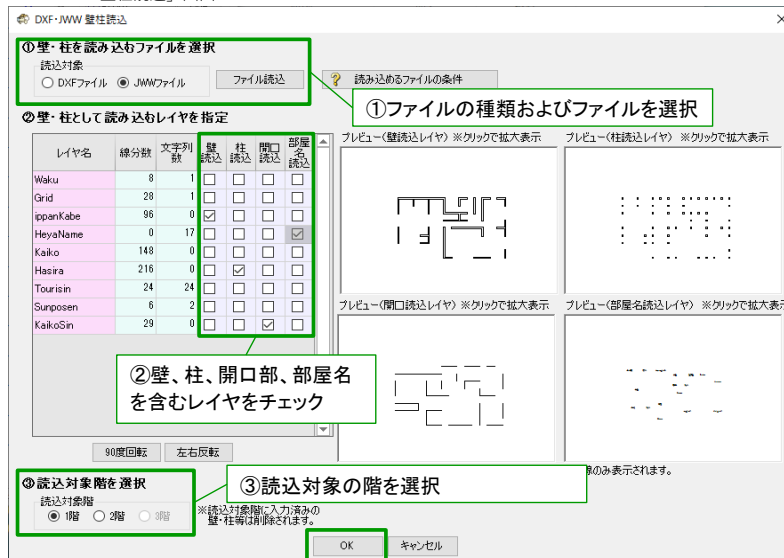 DXF・JWW 壁柱読込
①壁・柱を読み込むファイルを選択
読込対象
DXFファイル JWWファイル ファイル読込 読み込めるファイルの条件
①ファイルの種類およびファイルを選択
②壁・柱として読み込むレイヤを指定
レイヤ名 線分数 文字列数 壁読込 柱読込 開口読込 部屋名読込
Waku 8 1
Grid 28 1
ippanKabe 96 0
HeyaName 0 17
Kaiko 148 0
Hasira 216 0
Tourisin 24 24
Sunposen 6 2
KaikoSin 29 0
プレビュー(壁読込レイヤ) ※クリックで拡大表示
プレビュー(柱読込レイヤ) ※クリックで拡大表示
プレビュー(開口読込レイヤ) ※クリックで拡大表示
プレビュー(部屋名読込レイヤ) ※クリックで拡大表
②壁、柱、開口部、部屋名
を含むレイヤをチェック
90度回転 左右反転
のみ表示されます。
③読込対象階を選択
③読込対象の階を選択
読込対象階
1階 2階 3階
※読込対象階に入力済みの
壁・柱等は削除されます。
OK キャンセル